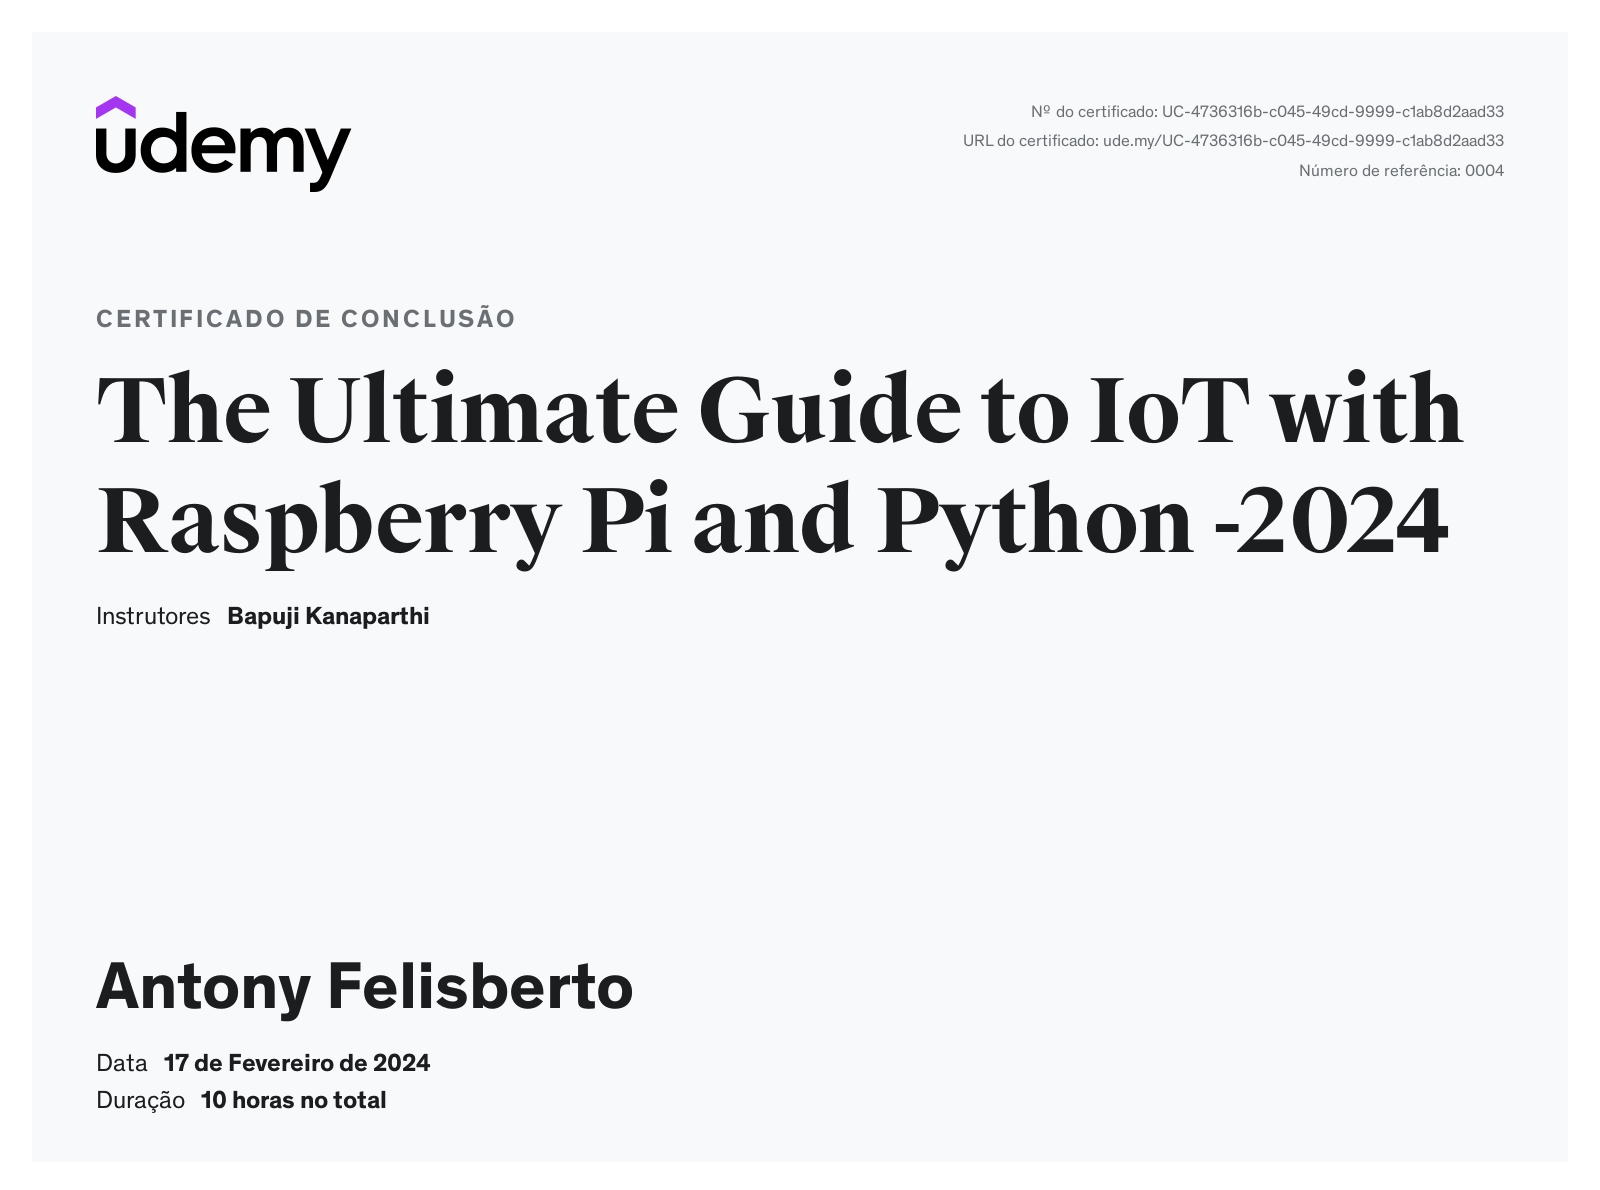 udemy
Nº do certificado: UC-4736316b-c045-49cd-9999-c1ab8d2aad33
URL do certificado: ude.my/UC-4736316b-c045-49cd-9999-c1ab8d2aad33
Número de referência: 0004
CERTIFICADO DE CONCLUSÃO
The Ultimate Guide to IoT with
Raspberry Pi and Python -2024
Instrutores Bapuji Kanaparthi
Antony Felisberto
Data 17 de Fevereiro de 2024
Duração 10 horas no total